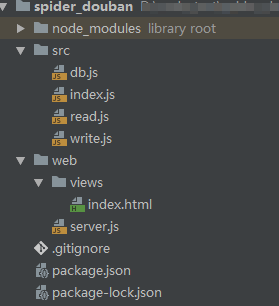 spider_douban
node_modules library root
src
db.js
index.js
read.js
write.js
web
views
index.html
server.js
.gitignore
package.json
package-lock.json